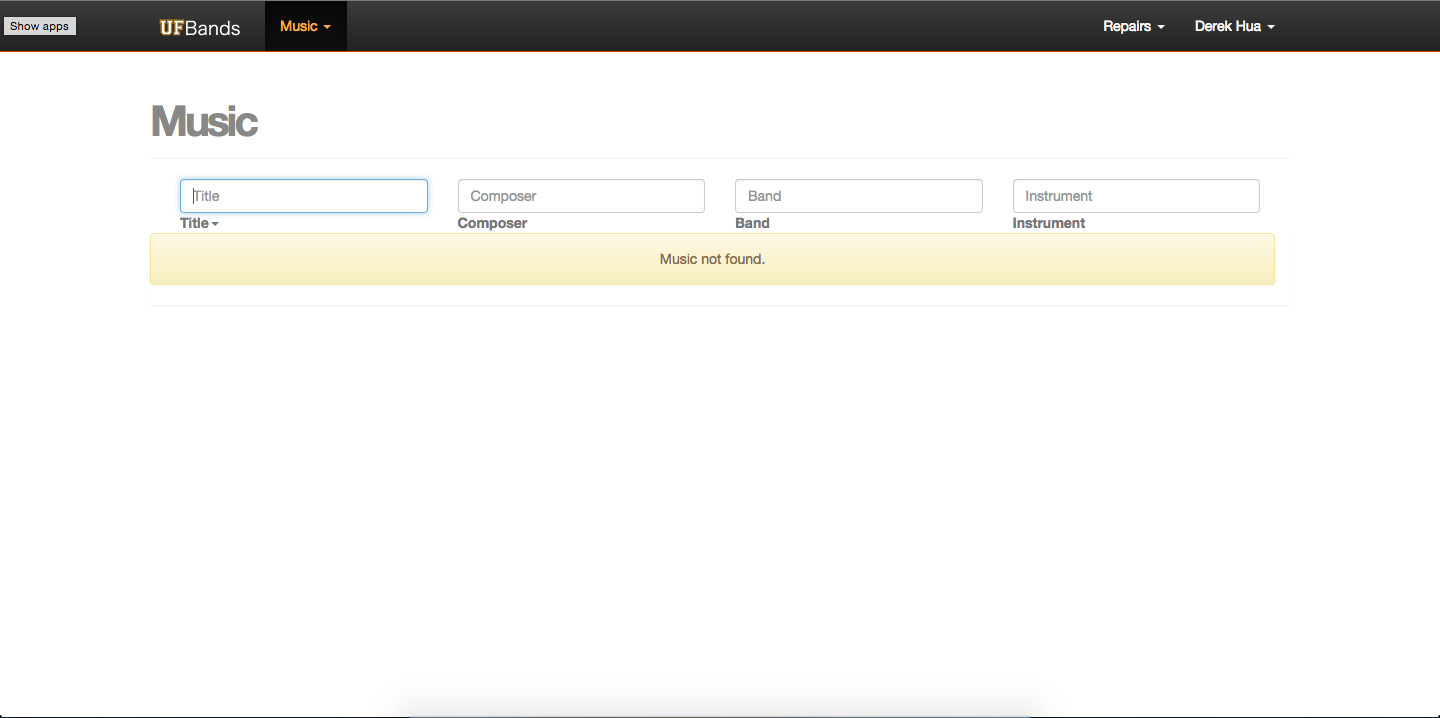 Show apps
UFBands
Music
Repairs
Derek Hua
Music
Title
Composer
Band
Instrument
Title
Composer
Band
Instrument
Music not found.